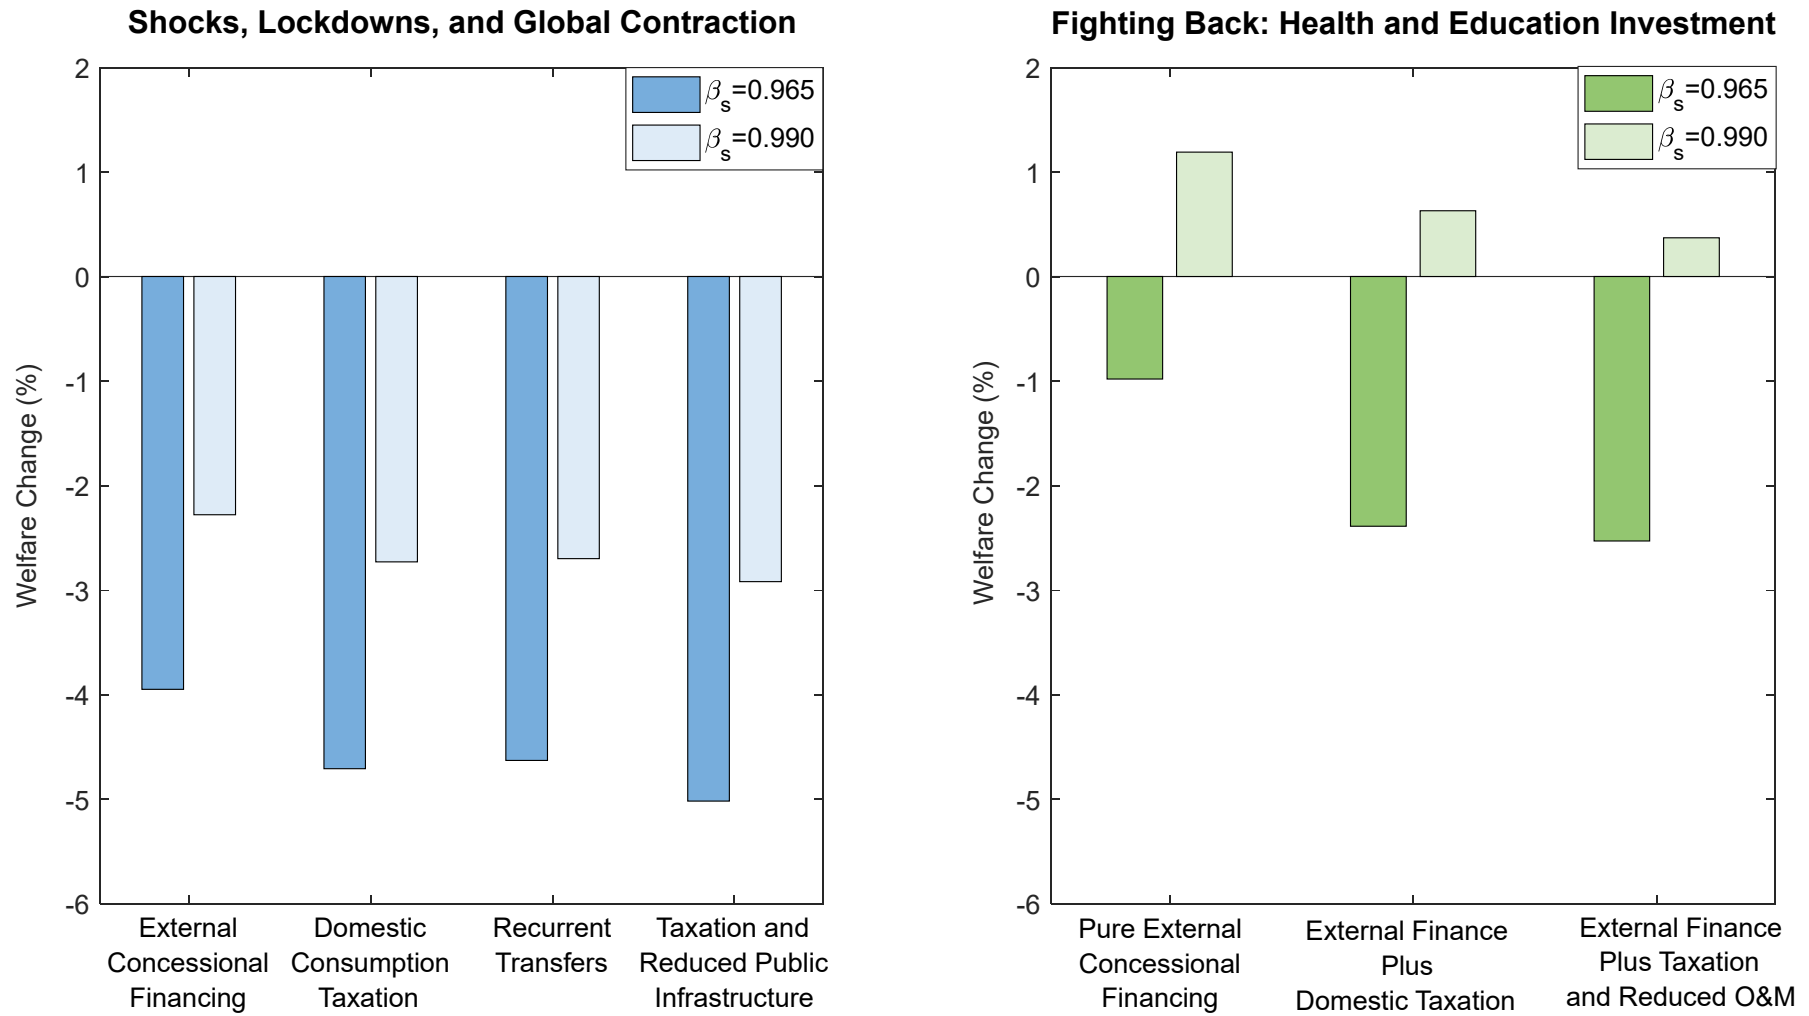 Shocks, Lockdowns, and Global Contraction
2
1
0
-1
-2
-3
-4
-5
-6
Welfare Change (%)
βs=0.965
βs=0.990
External
Concessional
Financing
Domestic
Consumption
Taxation
Recurrent
Transfers
Taxation and
Reduced Public
Infrastructure
Fighting Back: Health and Education Investment
2
1
0
-1
-2
-3
-4
-5
-6
Welfare Change (%)
βs=0.965
βs=0.990
Pure External
Concessional
Financing
External Finance
Plus
Domestic Taxation
External Finance
Plus Taxation
and Reduced O&M